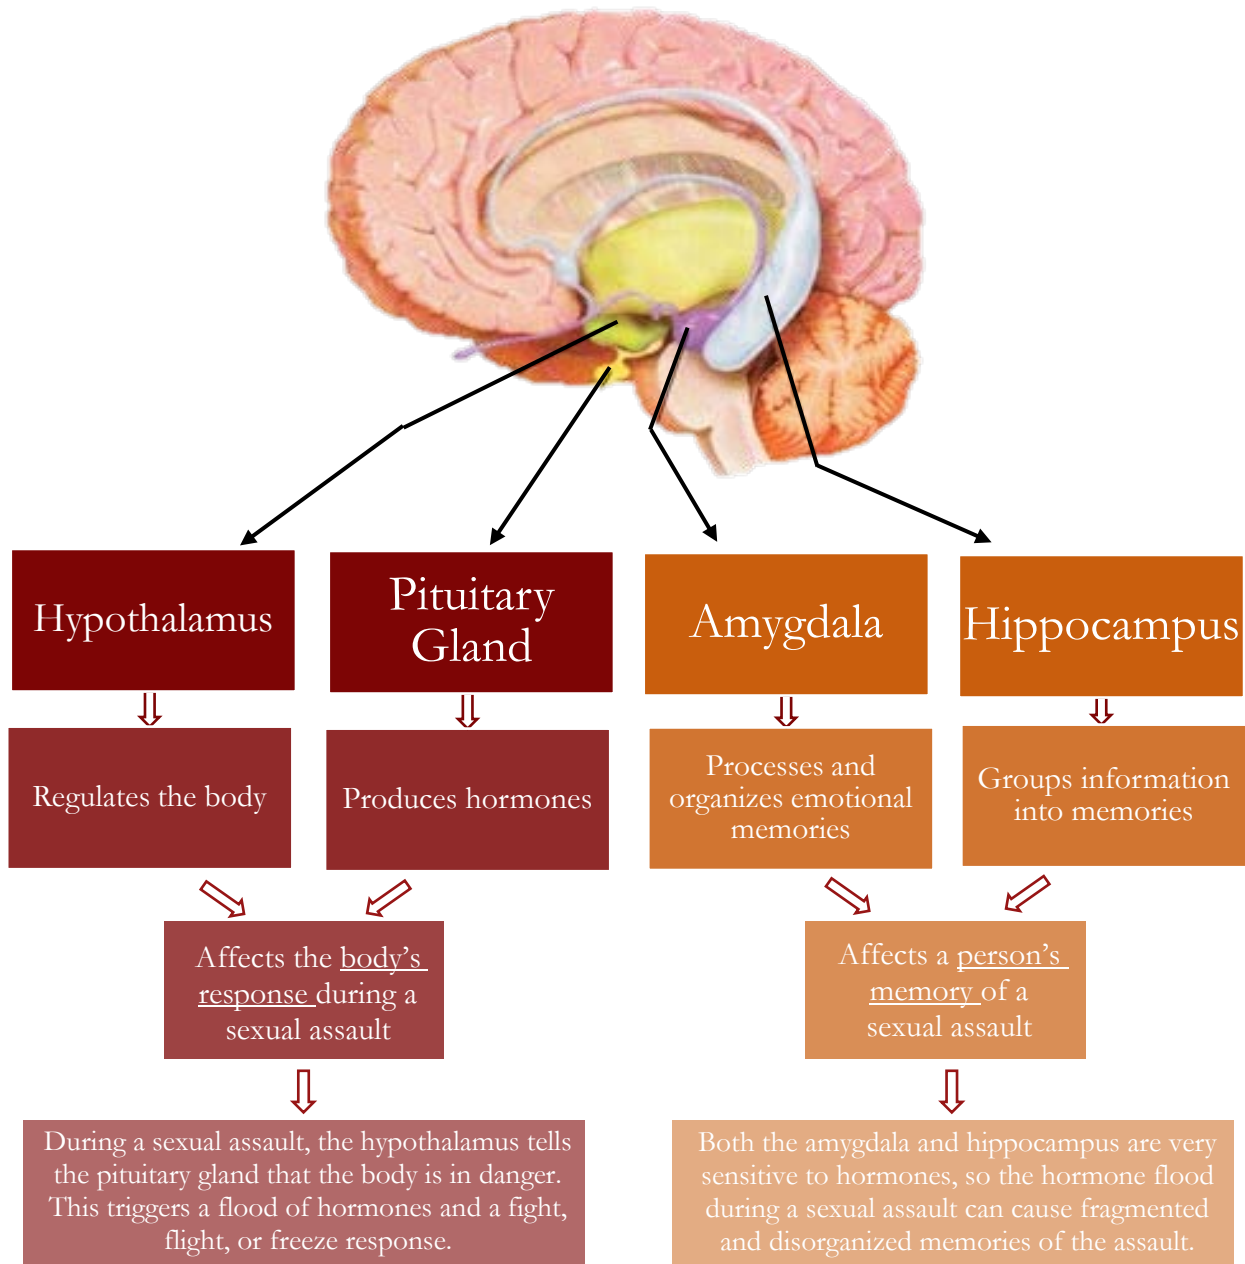 Hypothalamus
Pituitary
Gland
Amygdala
Hippocampus
Regulates the body
Produces hormones
Processes and
organizes emotional
memories
Groups information
into memories
Affects the body's
response during a
sexual assault
Affects a person's
memory of a
sexual assault
During a sexual assault, the hypothalamus tells
the pituitary gland that the body is in danger.
This triggers a flood of hormones and a fight,
flight, or freeze response.
Both the amygdala and hippocampus are very
sensitive to hormones, so the hormone flood
during a sexual assault can cause fragmented
and disorganized memories of the assault.